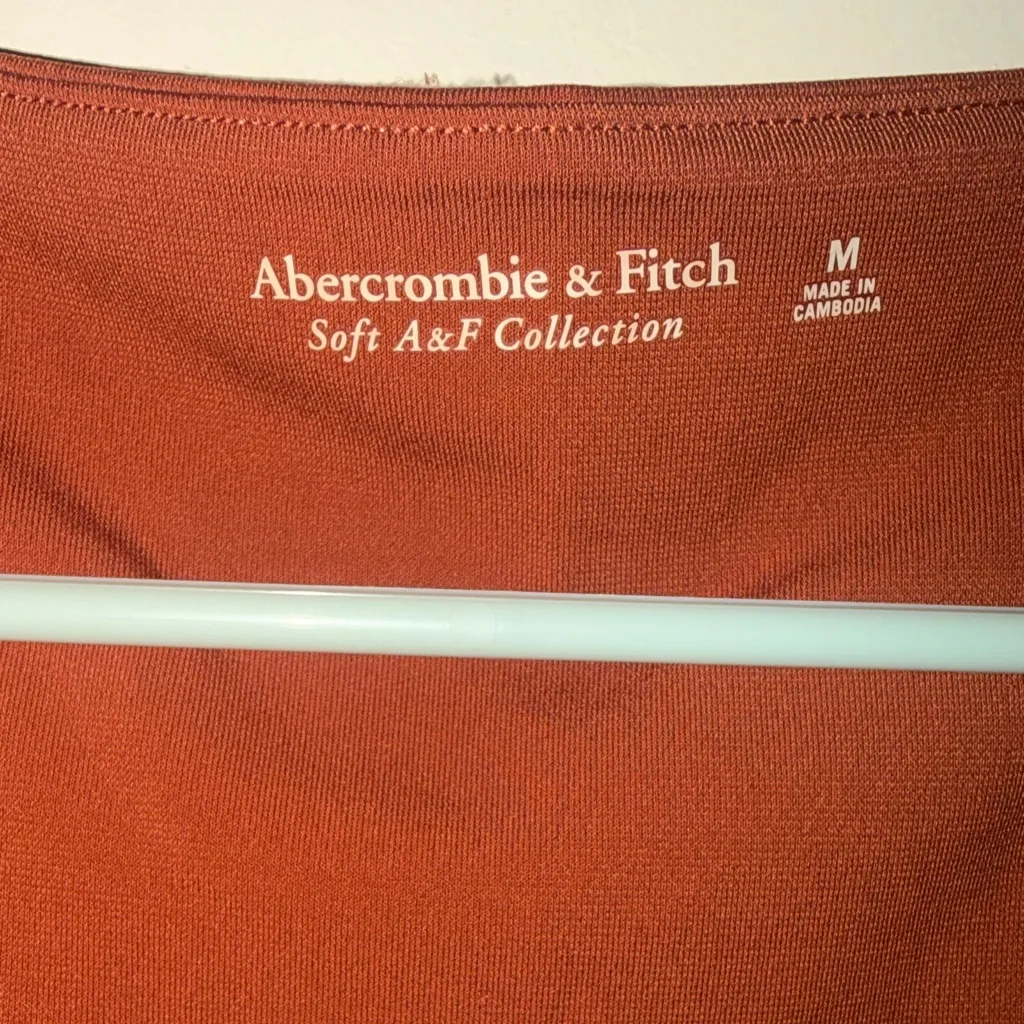 Abercrombie & Fitch
Soft A&F Collection
M
MADE IN
CAMBODIA